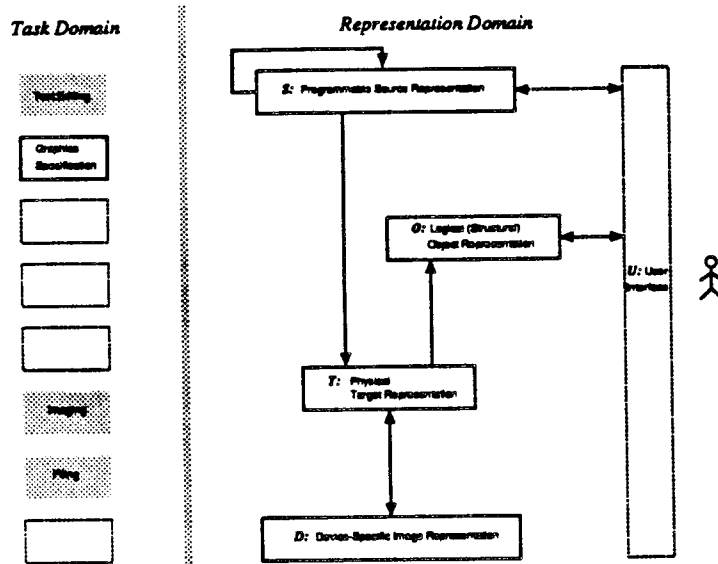 Task Domain
Representation Domain
Text Editing
Graphics
Specification
Imaging
Filing
S: Programmable Source Representation
O: Logical (Structural)
Object Representation
U: User
Interface
T: Physical
Target Representation
D: Device-Specific Image Representation